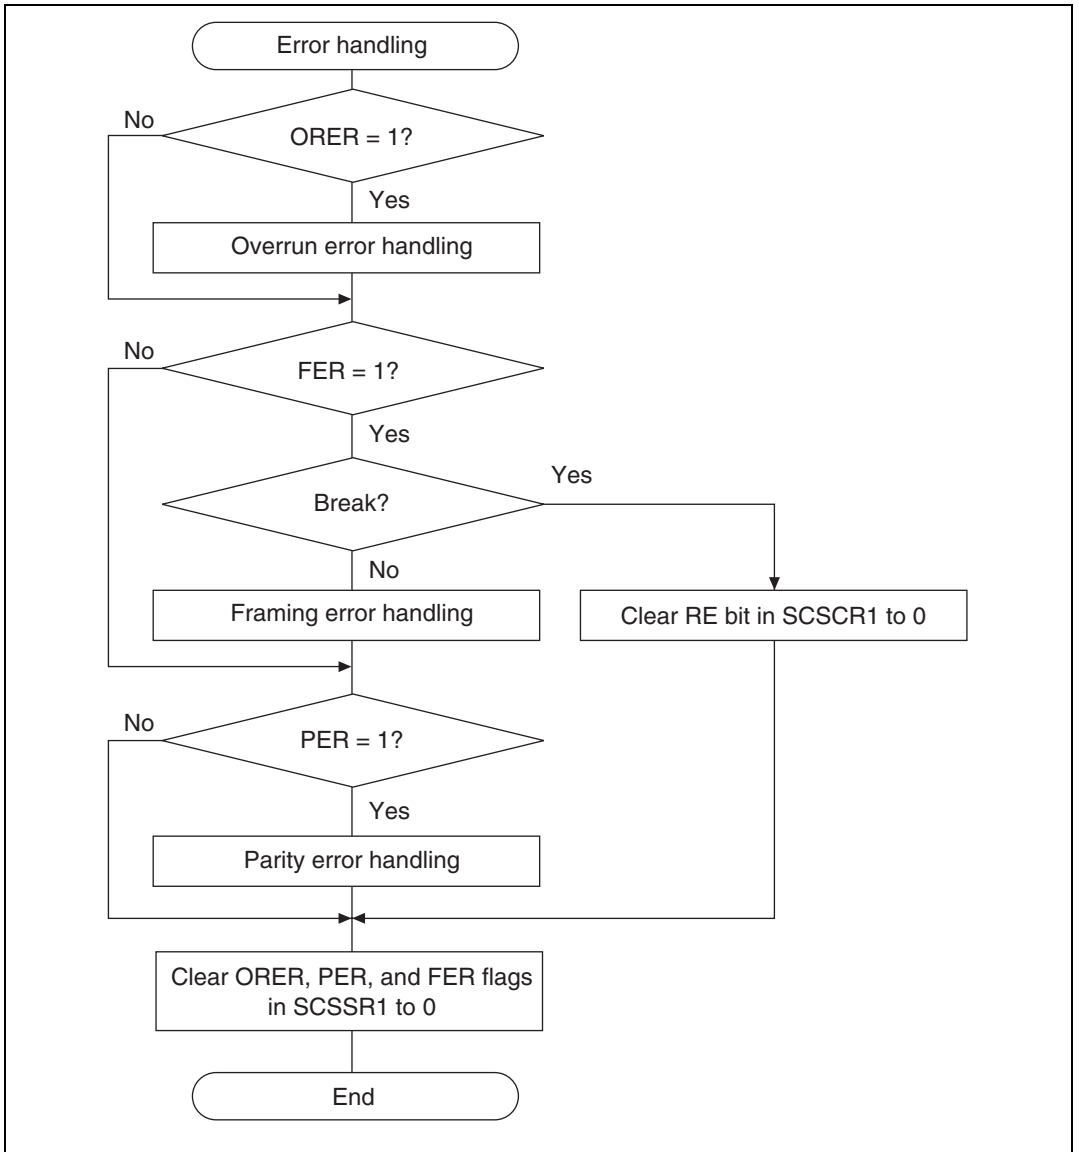 Error handling
No
ORER = 1?
Yes
Overrun error handling
No
FER = 1?
Yes
Yes
Break?
No
Framing error handling
Clear RE bit in SCSCR1 to 0
No
PER = 1?
Yes
Parity error handling
Clear ORER, PER, and FER flags
in SCSSR1 to 0
End